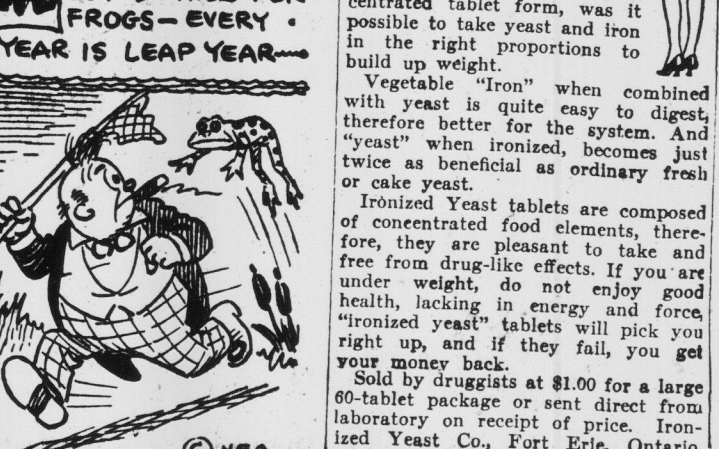 FROGS— EVERY
YEAR IS LEAP YEAR
centrated tablet form, was it
possible to take yeast and iron
in the right proportions to
build up weight.
Vegetable “Iron” when combined
with yeast is quite easy to digest,
therefore better for the system. And
“yeast” when ironized, becomes just
twice as beneficial as ordinary fresh
or cake yeast.
Ironized Yeast tablets are composed
of concentrated food elements, there-
fore, they are pleasant to take and
free from drug-like effects. If you are
under weight, do not enjoy good
health, lacking in energy and force,
“ironized yeast” tablets will pick you
right up, and if they fail, you get
your money back.
Sold by druggists at $1.00 for a large
60-tablet package or sent direct from
laboratory on receipt of price. Iron-
ized Yeast Co., Fort Erie, Ontario.